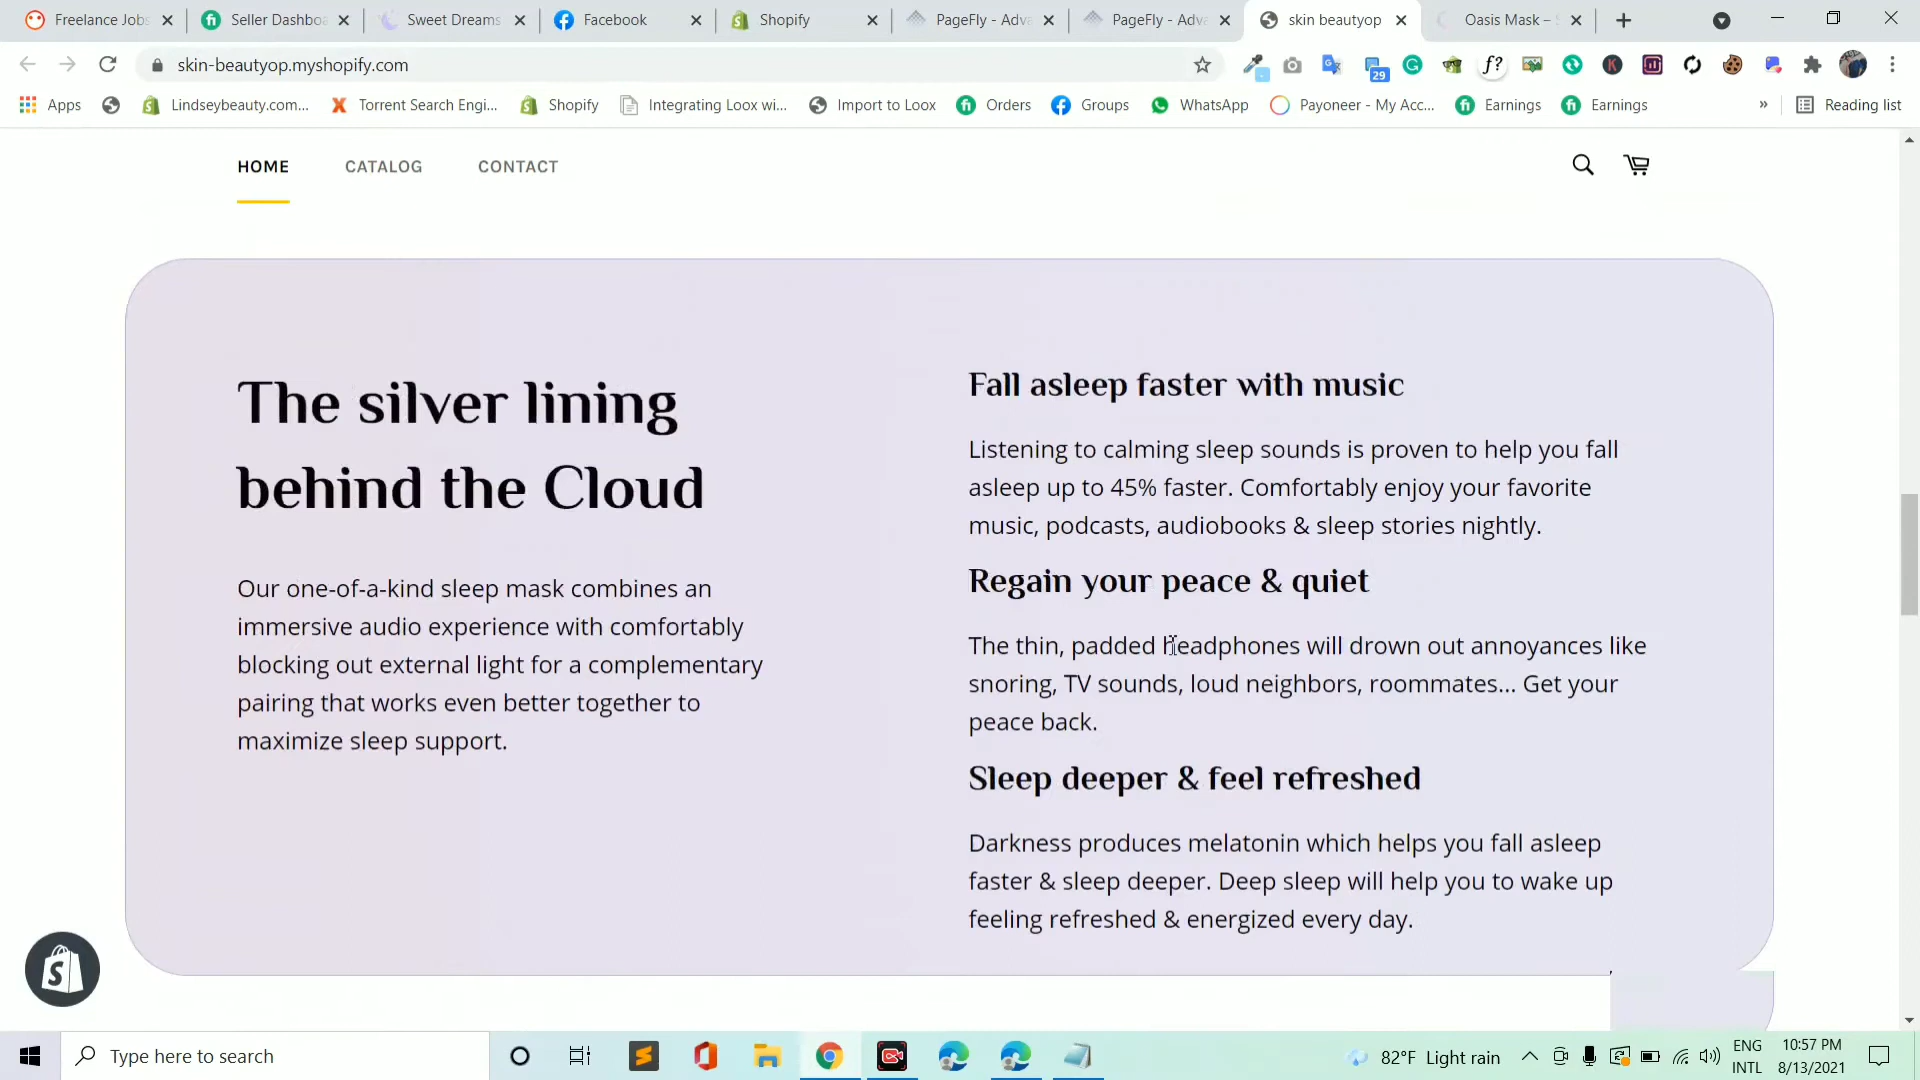 Freelance Jobs
Seller Dashboa
Sweet Dreams
Facebook
Shopify
PageFly - Adva
PageFly - Adva
skin beautyop
Oasis Mask – S
skin-beautyop.myshopify.com
29
f?
Apps
Lindseybeauty.com...
Torrent Search Engi...
Shopify
Integrating Loox wi...
Import to Loox
Orders
Groups
WhatsApp
Payoneer - My Acc...
Earnings
Earnings
»
Reading list
HOME
CATALOG
CONTACT
The silver lining
behind the Cloud
Our one-of-a-kind sleep mask combines an
immersive audio experience with comfortably
blocking out external light for a complementary
pairing that works even better together to
maximize sleep support.
Fall asleep faster with music
Listening to calming sleep sounds is proven to help you fall
asleep up to 45% faster. Comfortably enjoy your favorite
music, podcasts, audiobooks & sleep stories nightly.
Regain your peace & quiet
The thin, padded headphones will drown out annoyances like
snoring, TV sounds, loud neighbors, roommates... Get your
peace back.
Sleep deeper & feel refreshed
Darkness produces melatonin which helps you fall asleep
faster & sleep deeper. Deep sleep will help you to wake up
feeling refreshed & energized every day.
Type here to search
82°F Light rain
ENG
INTL
10:57 PM
8/13/2021